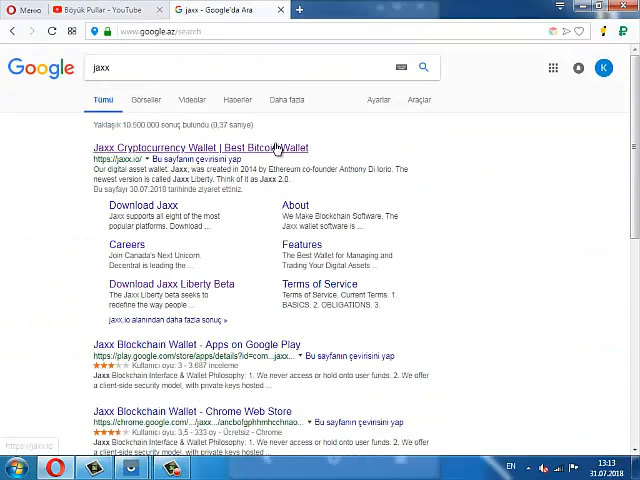 Меню
Böyük Pullar - YouTube
jaxx - Google'da Ara
www.google.az/search
Google
jaxx
K
Tümü
Görseller
Videolar
Haberler
Daha fazla
Ayarlar
Araçlar
Yaklaşık 10.500.000 sonuç bulundu (0,37 saniye)
Jaxx Cryptocurrency Wallet | Best Bitcoin Wallet
https://jaxx.io/ Bu sayfanın çevirisini yap
Our digital asset wallet, Jaxx, was created in 2014 by Ethereum co-founder Anthony Di Iorio. The
newest version is called Jaxx Liberty. Think of it as Jaxx 2.0.
Bu sayfayı 30.07.2018 tarihinde ziyaret ettiniz.
Download Jaxx
Jaxx supports all eight of the most
popular platforms. Download ...
About
We Make Blockchain Software. The
Jaxx wallet software is ...
Careers
Join Canada's Next Unicorn.
Decentral is leading the ...
Features
The Best Wallet for Managing and
Trading Your Digital Assets ...
Download Jaxx Liberty Beta
The Jaxx Liberty beta seeks to
redefine the way people ...
Terms of Service
Terms of Service. Current Terms. 1.
BASICS. 2. OBLIGATIONS. 3.
jaxx.io alanından daha fazla sonuç »
Jaxx Blockchain Wallet - Apps on Google Play
https://play.google.com/store/apps/details?id=com...jaxx... Bu sayfanın çevirisini yap
Kullanıcı oyu: 3 - 3.687 inceleme
Jaxx Blockchain Interface & Wallet Philosophy: 1. We never access or hold onto user funds. 2. We offer
a client-side security model, with private keys hosted ...
Jaxx Blockchain Wallet - Chrome Web Store
https://chrome.google.com/.../jaxx.../ancbofgphhmhccnnao... Bu sayfanın çevirisini yap
Kullanıcı oyu: 3,5 - 333 oy - Ücretsiz - Chrome
Jaxx Blockchain Interface & Wallet Philosophy: 1. We never access or hold onto user funds. 2. We offer
a client-side security model, with private keys hosted ...
https://jaxx.io
EN
13:13
31.07.2018